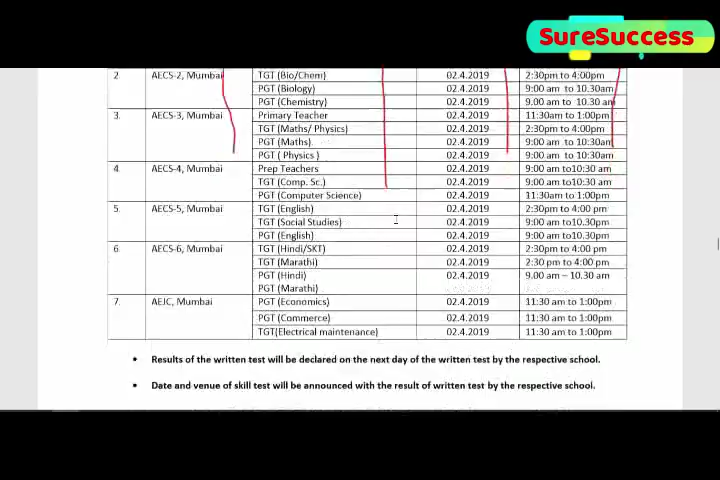 SureSuccess
2. AECS-2, Mumbai TGT (Bio/Chem) 02.4.2019 2:30pm to 4:00pm
PGT (Biology) 02.4.2019 9:00 am to 10.30am
PGT (Chemistry) 02.4.2019 9.00 am to 10.30 am
3. AECS-3, Mumbai Primary Teacher 02.4.2019 11:30am to 1:00pm
TGT (Maths/ Physics) 02.4.2019 2:30pm to 4:00pm
PGT (Maths) 02.4.2019 9:00 am to 10:30am
PGT ( Physics ) 02.4.2019 9:00 am to 10:30am
4. AECS-4, Mumbai Prep Teachers 02.4.2019 9:00 am to10:30 am
TGT (Comp. Sc.) 02.4.2019 9:00 am to10:30 am
PGT (Computer Science) 02.4.2019 11:30am to 1:00pm
5. AECS-5, Mumbai TGT (English) 02.4.2019 2:30pm to 4:00 pm
TGT (Social Studies) 02.4.2019 9:00 am to10.30pm
PGT (English) 02.4.2019 9:00 am to10.30pm
6. AECS-6, Mumbai TGT (Hindi/SKT) 02.4.2019 2:30pm to 4:00 pm
TGT (Marathi) 02.4.2019 2:30 pm to 4:00 pm
PGT (Hindi) 02.4.2019 9.00 am – 10.30 am
PGT (Marathi)
7. AEJC, Mumbai PGT (Economics) 02.4.2019 11:30 am to 1:00pm
PGT (Commerce) 02.4.2019 11:30 am to 1:00pm
TGT(Electrical maintenance) 02.4.2019 11:30 am to 1:00pm
• Results of the written test will be declared on the next day of the written test by the respective school.
• Date and venue of skill test will be announced with the result of written test by the respective school.